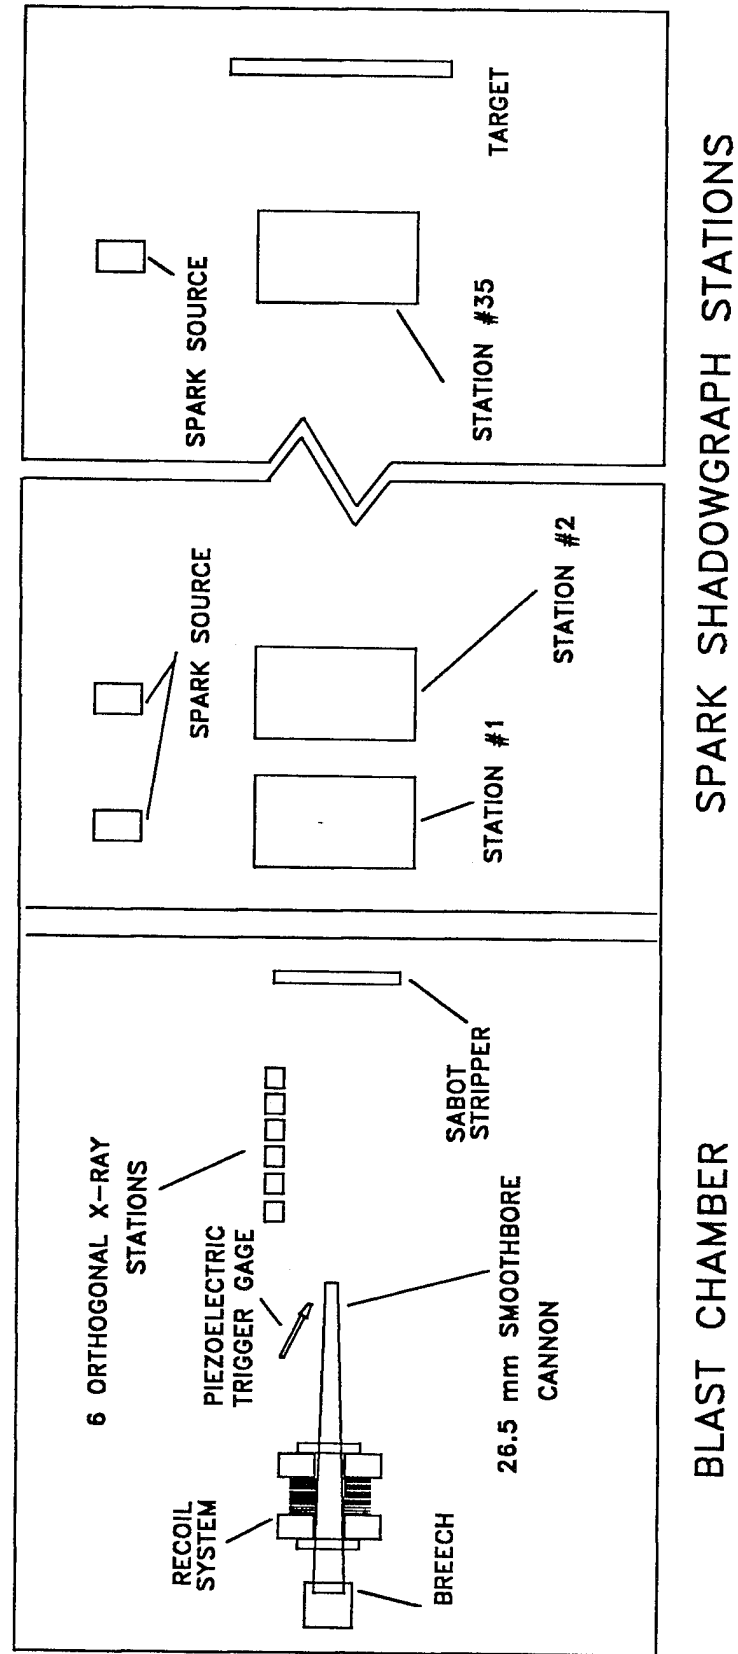 6 ORTHOGONAL X-RAY
STATIONS
PIEZOELECTRIC
TRIGGER GAGE
RECOIL
SYSTEM
BREECH
26.5 mm SMOOTHBORE
CANNON
SABOT
STRIPPER
BLAST CHAMBER
SPARK SOURCE
STATION #1
STATION #2
SPARK SOURCE
STATION #35
TARGET
SPARK SHADOWGRAPH STATIONS